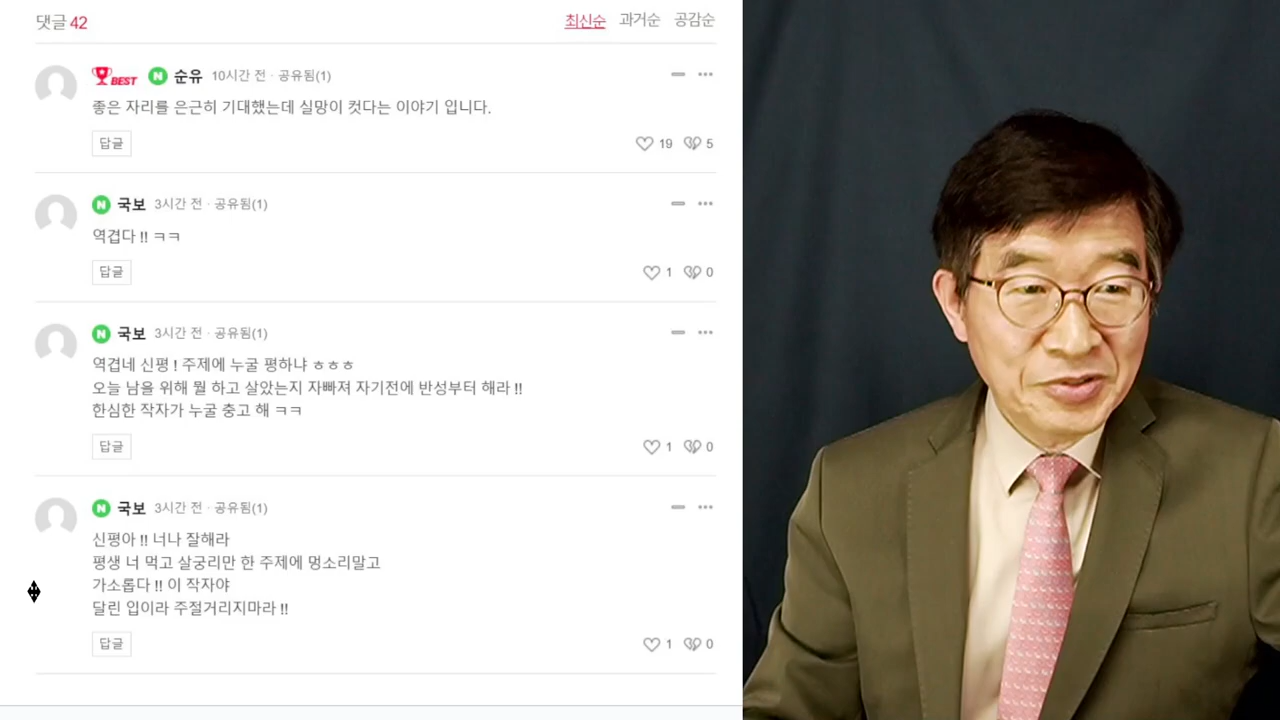 댓글 42
최신순 과거순 공감순
BEST N 순유 10시간 전 · 공유됨(1)
좋은 자리를 은근히 기대했는데 실망이 컷다는 이야기 입니다.
답글 19 5
N 국보 3시간 전 · 공유됨(1)
역겹다 !! ㅋㅋ
답글 1 0
N 국보 3시간 전 · 공유됨(1)
역겹네 신평 ! 주제에 누굴 평하냐 ㅎㅎㅎ
오늘 남을 위해 뭘 하고 살았는지 자빠져 자기전에 반성부터 해라 !!
한심한 작자가 누굴 충고 해 ㅋㅋ
답글 1 0
N 국보 3시간 전 · 공유됨(1)
신평아 !! 너나 잘해라
평생 너 먹고 살궁리만 한 주제에 멍소리말고
가소롭다 !! 이 작자야
달린 입이라 주절거리지마라 !!
답글 1 0